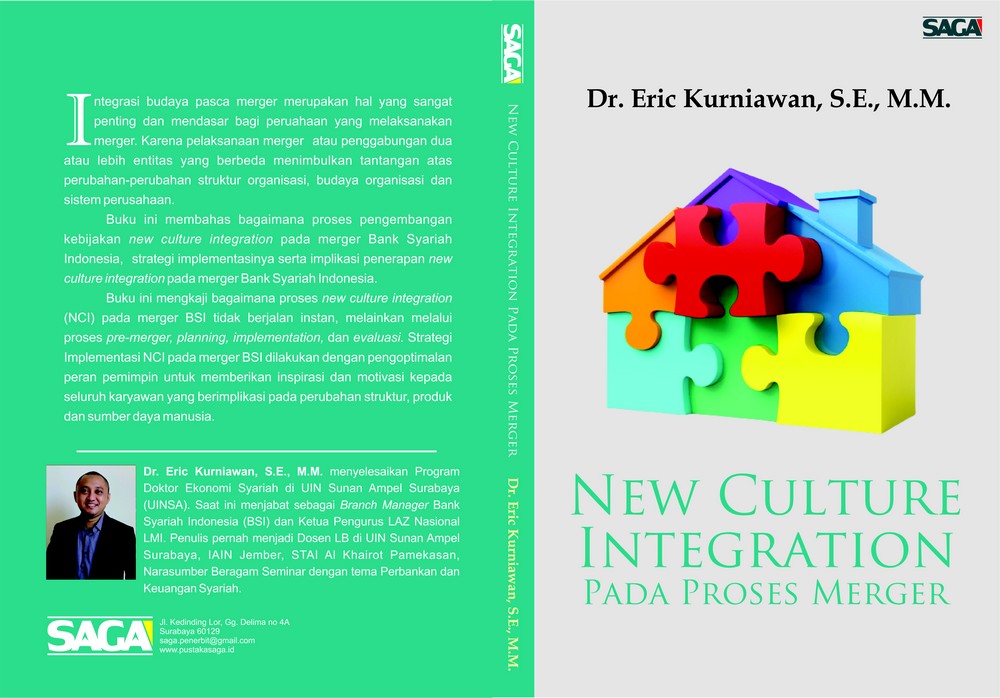 Integrasi budaya pasca merger merupakan hal yang sangat
penting dan mendasar bagi peruahaan yang melaksanakan
merger. Karena pelaksanaan merger atau penggabungan dua
atau lebih entitas yang berbeda menimbulkan tantangan atas
perubahan-perubahan struktur organisasi, budaya organisasi dan
sistem perusahaan.
Buku ini membahas bagaimana proses pengembangan
kebijakan new culture integration pada merger Bank Syariah
Indonesia, strategi implementasinya serta implikasi penerapan new
culture integration pada merger Bank Syariah Indonesia.
Buku ini mengkaji bagaimana proses new culture integration
(NCI) pada merger BSI tidak berjalan instan, melainkan melalui
proses pre-merger, planning, implementation, dan evaluasi. Strategi
Implementasi NCI pada merger BSI dilakukan dengan pengoptimalan
peran pemimpin untuk memberikan inspirasi dan motivasi kepada
seluruh karyawan yang berimplikasi pada perubahan struktur, produk
dan sumber daya manusia.
Dr. Eric Kurniawan, S.E., M.M. menyelesaikan Program
Doktor Ekonomi Syariah di UIN Sunan Ampel Surabaya
(UINSA). Saat ini menjabat sebagai Branch Manager Bank
Syariah Indonesia (BSI) dan Ketua Pengurus LAZ Nasional
LMI. Penulis pernah menjadi Dosen LB di UIN Sunan Ampel
Surabaya, IAIN Jember, STAI Al Khairot Pamekasan,
Narasumber Beragam Seminar dengan tema Perbankan dan
Keuangan Syariah.
SAGA
Jl. Kedinding Lor, Gg. Delima no 4A
Surabaya 60129
saga.penerbit@gmail.com
www.pustakasaga.id
SAGA
New Culture Integration Pada Proses Merger
Dr. Eric Kurniawan, S.E., M.M.
SAGA
Dr. Eric Kurniawan, S.E., M.M.
New Culture
Integration
Pada Proses Merger